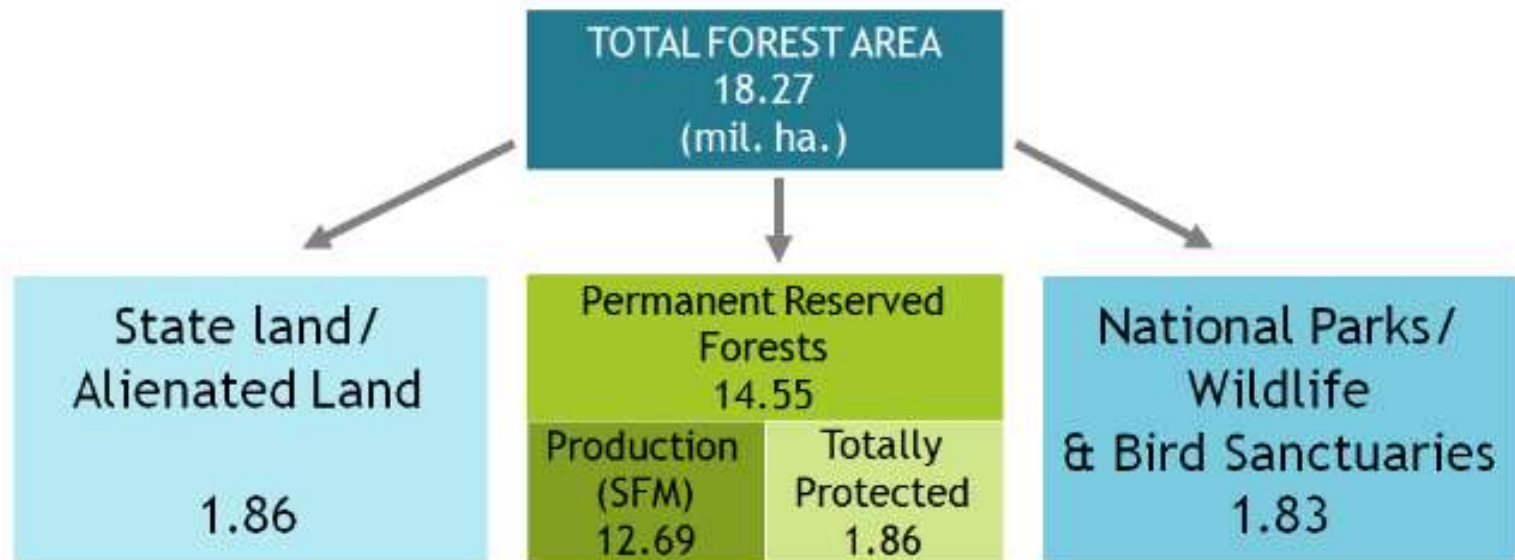 TOTAL FOREST AREA
18.27
(mil. ha.)
State land/
Alienated Land
1.86
Permanent Reserved
Forests
14.55
Production
(SFM)
12.69
Totally
Protected
1.86
National Parks/
Wildlife
& Bird Sanctuaries
1.83